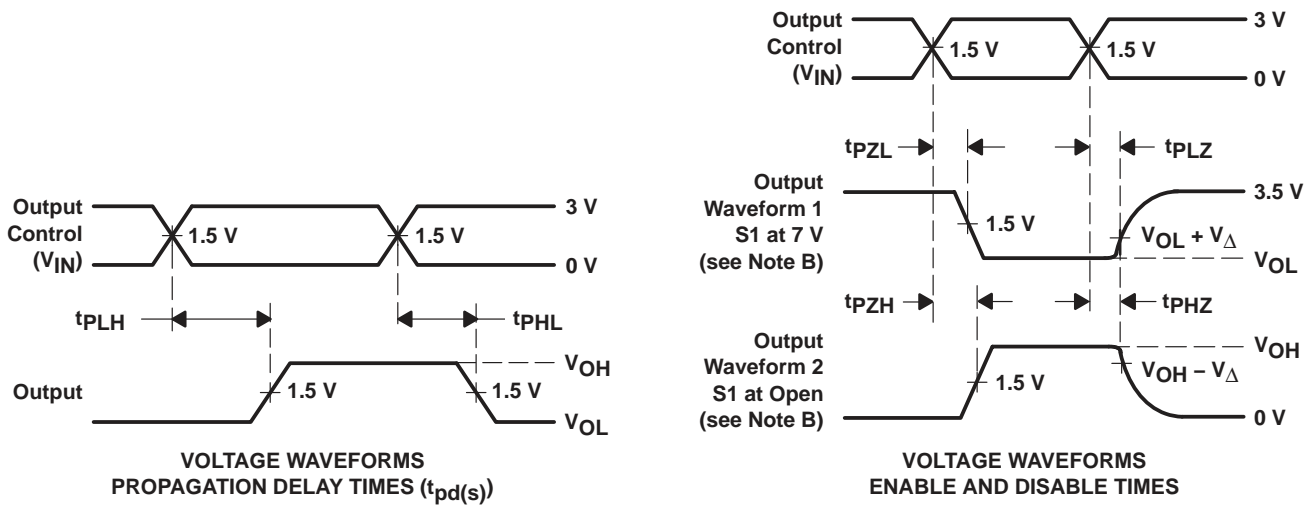 Output
Control
(VIN)
3 V
1.5 V
1.5 V
0 V
tPLH
tPHL
Output
VOH
1.5 V
1.5 V
VOL
VOLTAGE WAVEFORMS
PROPAGATION DELAY TIMES (tpd(s))
Output
Control
(VIN)
3 V
1.5 V
1.5 V
0 V
tPZL
tPLZ
Output
Waveform 1
S1 at 7 V
(see Note B)
3.5 V
1.5 V
VOL + VΔ
VOL
tPZH
tPHZ
Output
Waveform 2
S1 at Open
(see Note B)
VOH
1.5 V
VOH − VΔ
0 V
VOLTAGE WAVEFORMS
ENABLE AND DISABLE TIMES